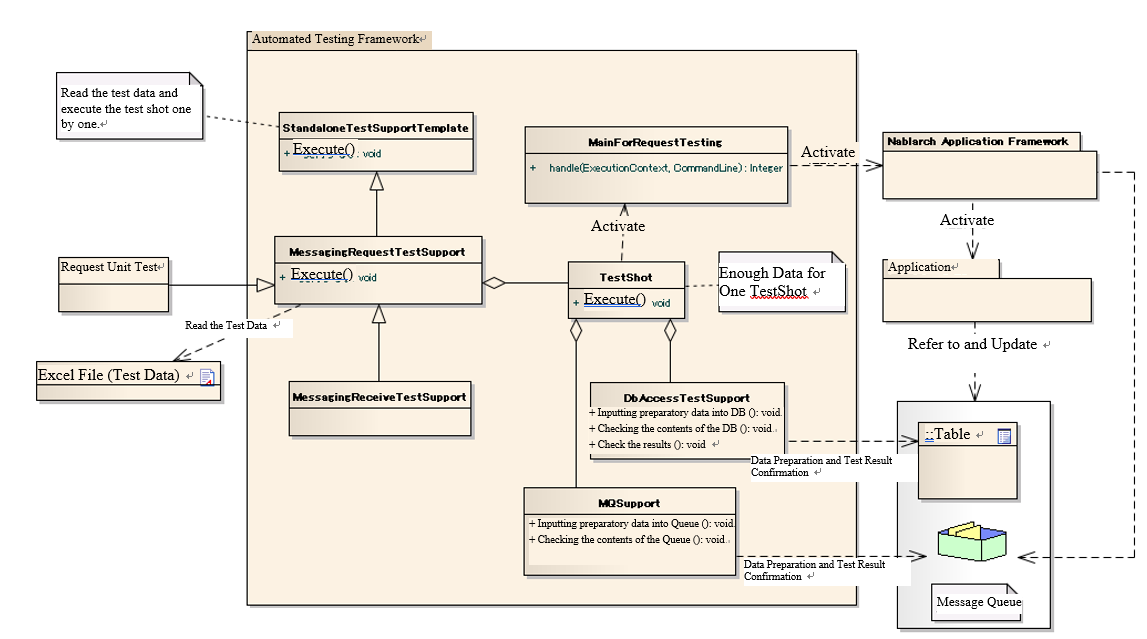 Automated Testing Framework
Read the test data and
execute the test shot one
by one.
StandaloneTestSupportTemplate
+ Execute() : void
MainForRequestTesting
+ handle(ExecutionContext, CommandLine) : Integer
Activate
Nablarch Application Framework
Activate
Activate
MessagingRequestTestSupport
+ Execute() void
Request Unit Test
TestShot
+ Execute() void
Enough Data for
One TestShot
Application
Read the Test Data
Refer to and Update
Excel File (Test Data)
MessagingReceiveTestSupport
DbAccessTestSupport
+ Inputting preparatory data into DB (): void.
+ Checking the contents of the DB (): void.
+ Check the results (): void
::Table
Data Preparation and Test Result
Confirmation
MQSupport
+ Inputting preparatory data into Queue (): void.
+ Checking the contents of the Queue (): void.
Data Preparation and Test Result
Confirmation
Message Queue